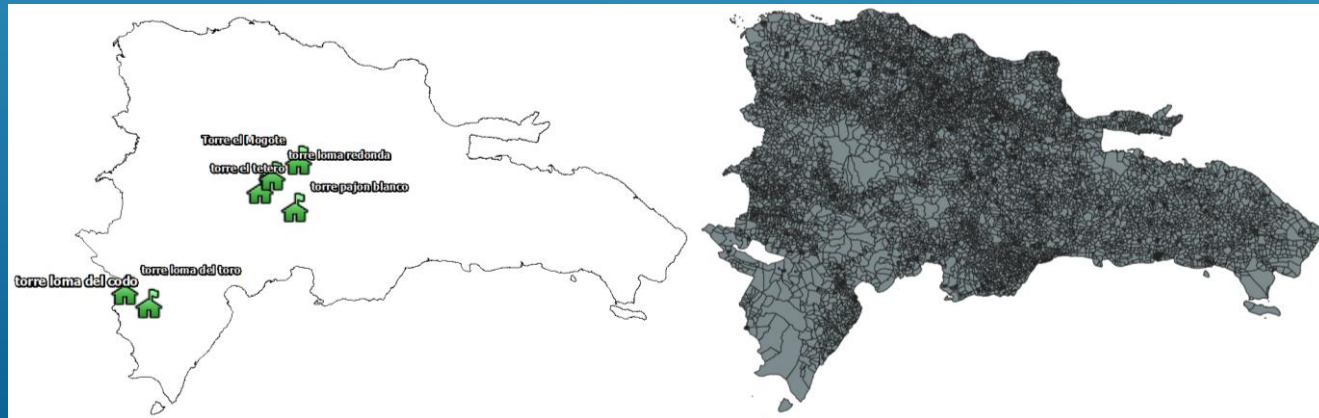 Torre el Mogote
torre loma redonda
torre el tetero
torre pajon blanco
torre loma del toro
torre loma del codo